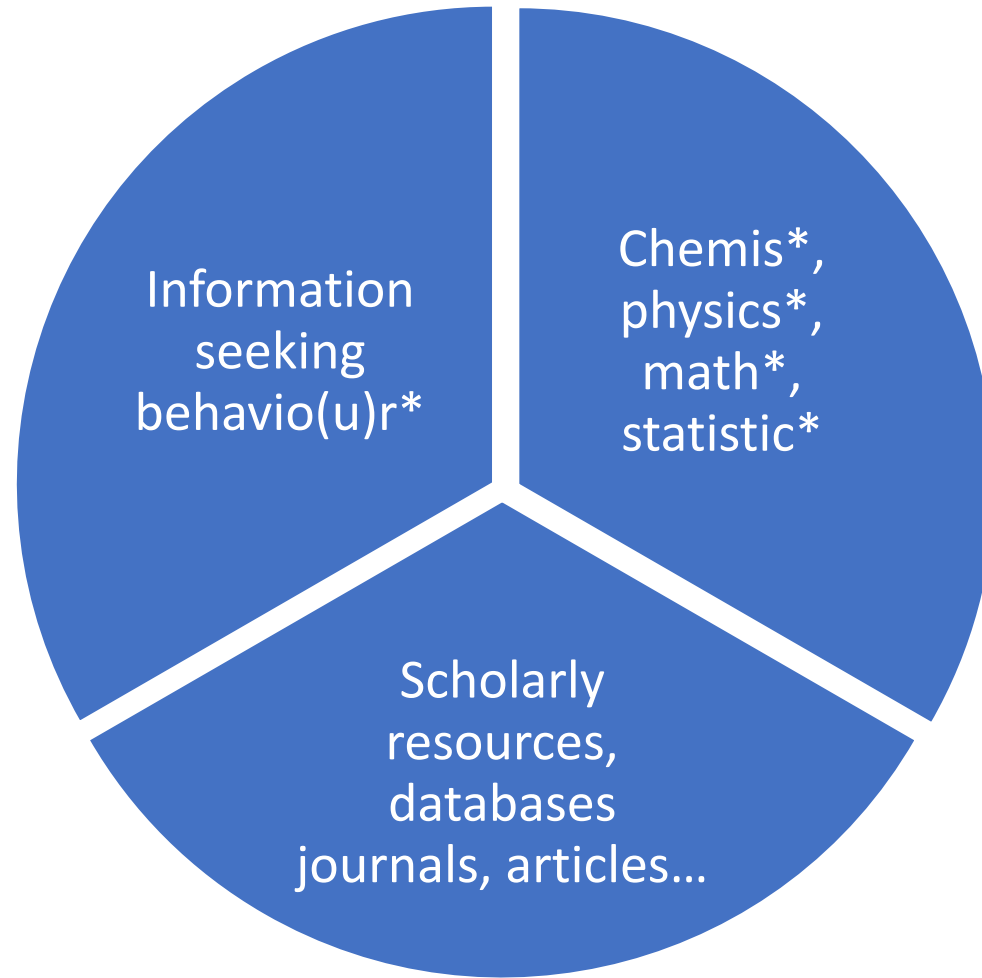 Information
seeking
behavio(u)r*
Chemis*,
physics*,
math*,
statistic*
Scholarly
resources,
databases
journals, articles…